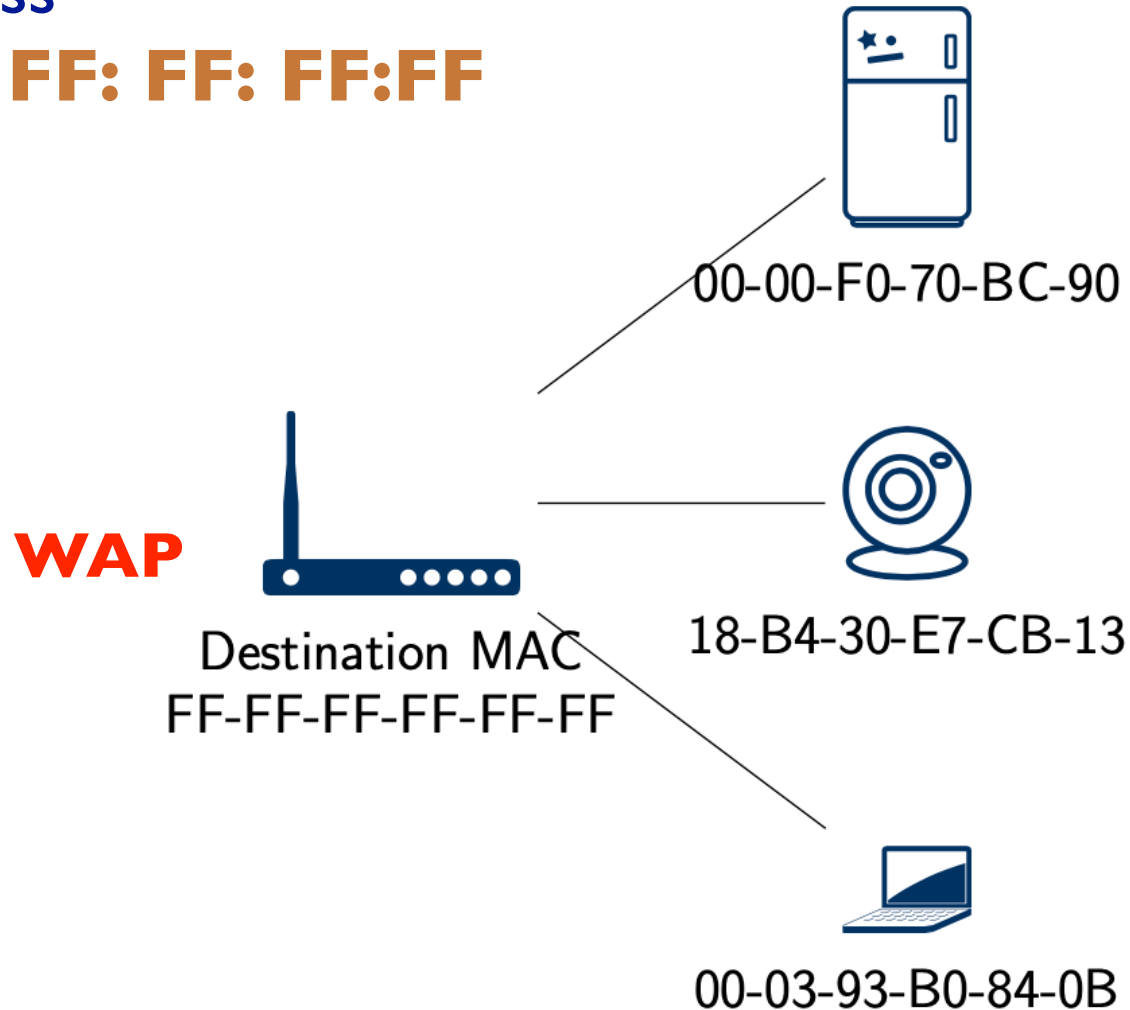 ss
FF: FF: FF:FF
00-00-F0-70-BC-90
WAP
Destination MAC
FF-FF-FF-FF-FF-FF
18-B4-30-E7-CB-13
00-03-93-B0-84-0B